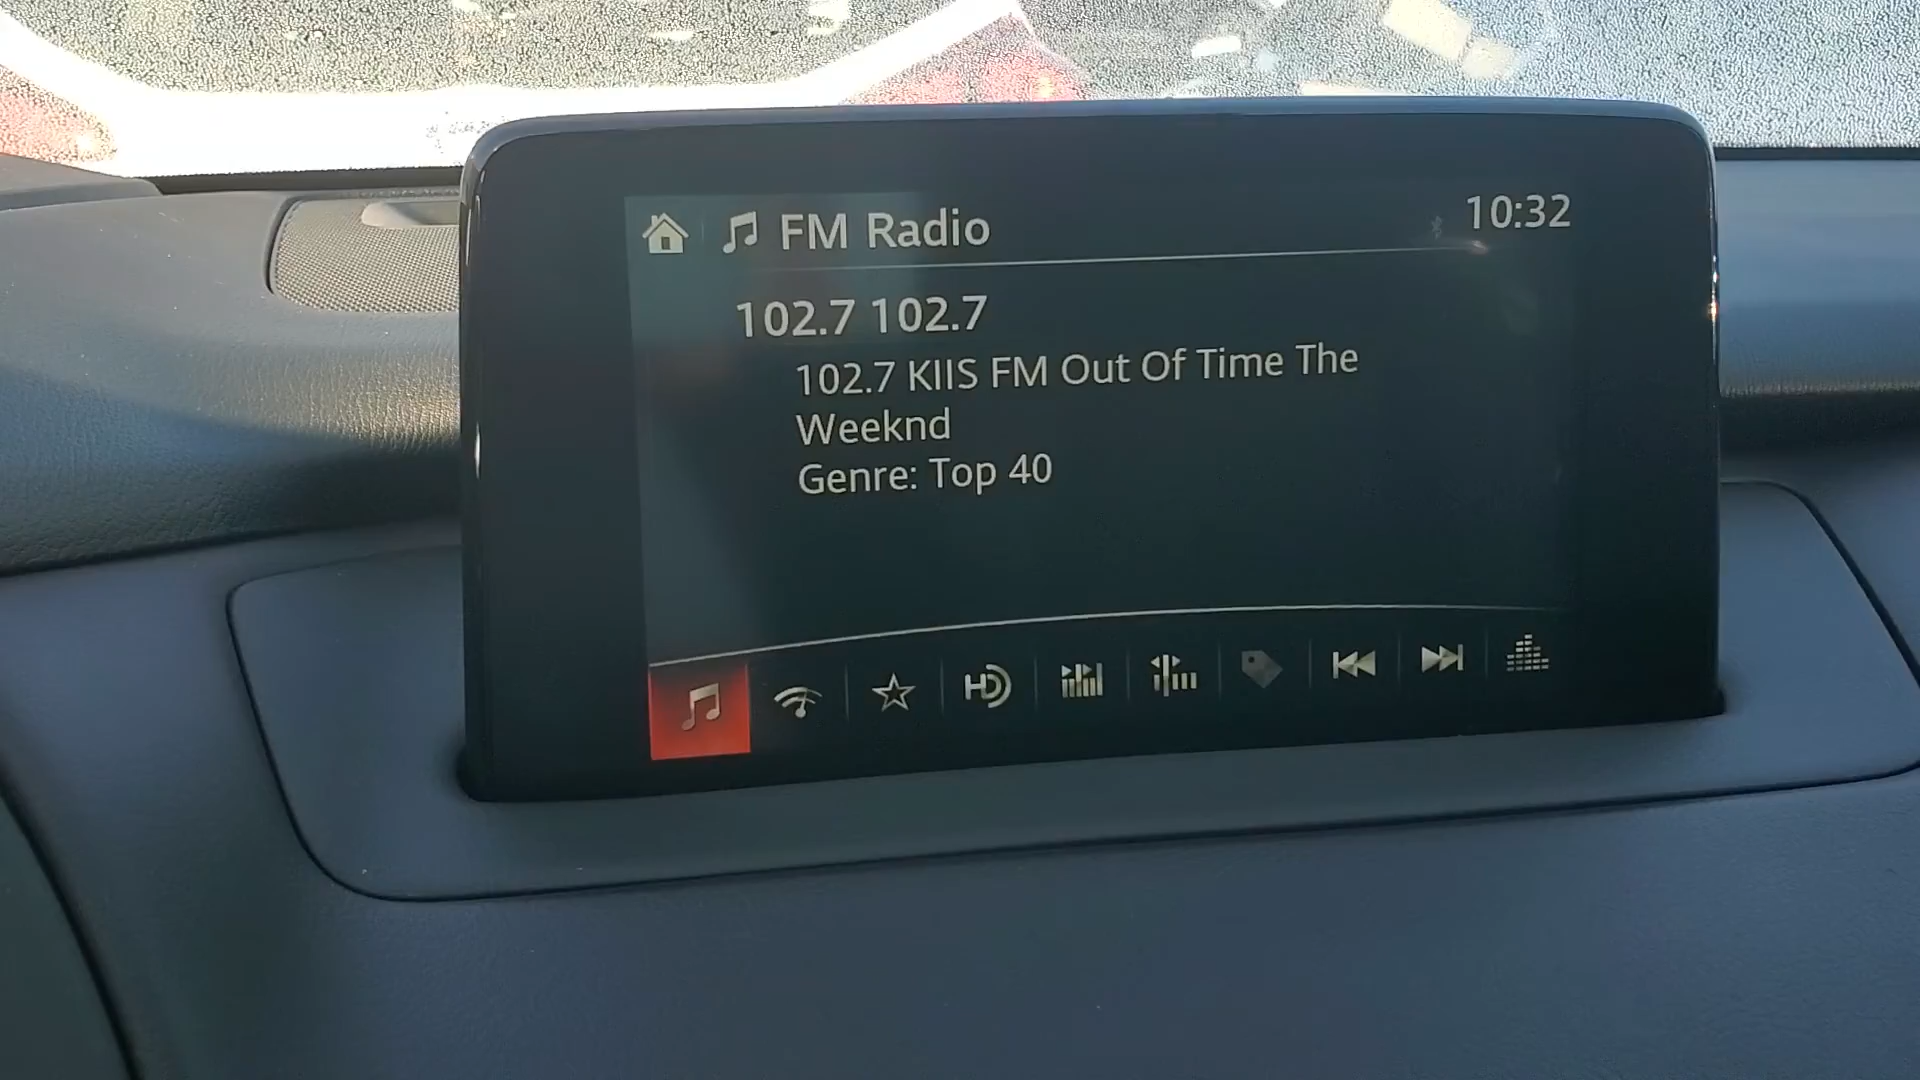 FM Radio
10:32
102.7 102.7
102.7 KIIS FM Out Of Time The
Weeknd
Genre: Top 40
HD